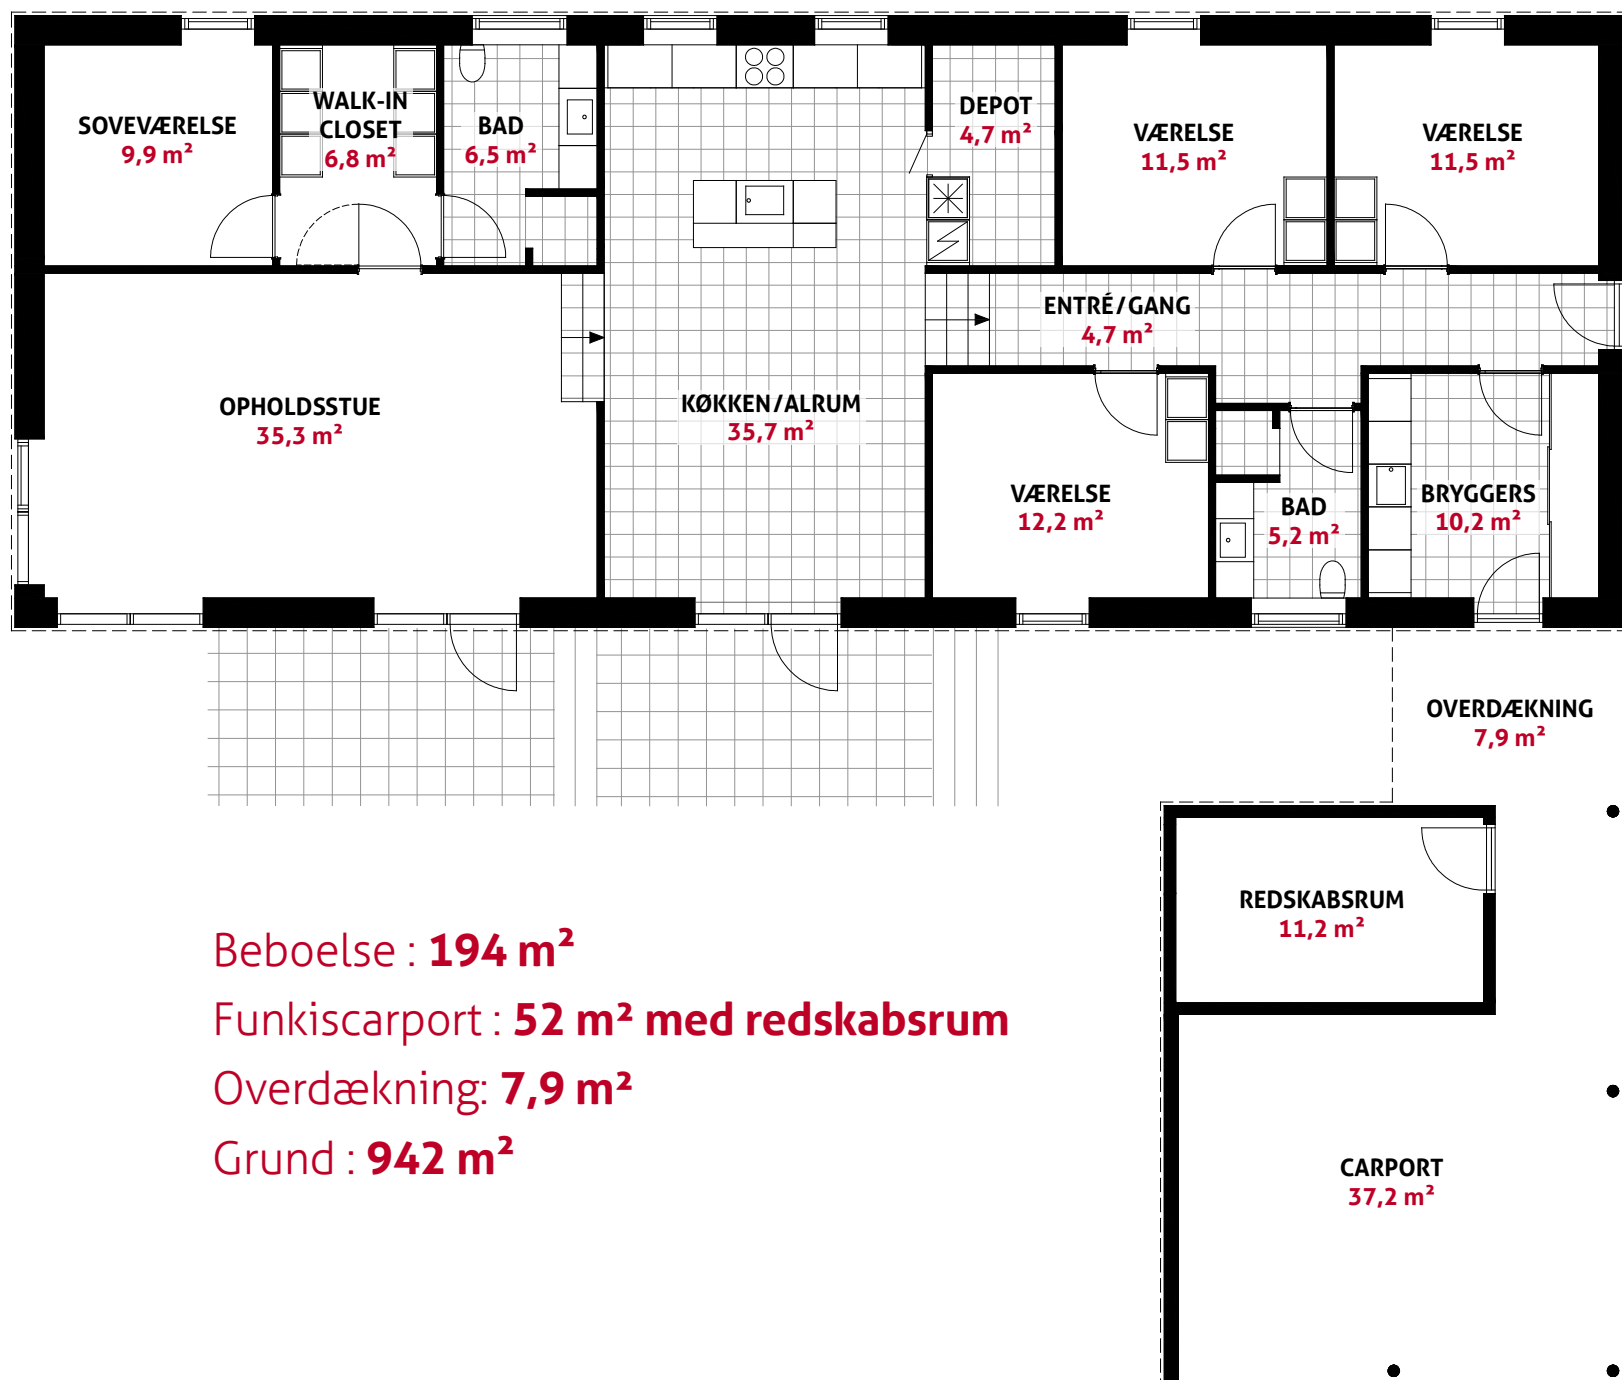 SOVEVÆRELSE
9,9 m²
WALK-IN
CLOSET
6,8 m²
BAD
6,5 m²
DEPOT
4,7 m²
VÆRELSE
11,5 m²
VÆRELSE
11,5 m²
ENTRÉ/GANG
4,7 m²
OPHOLDSSTUE
35,3 m²
KØKKEN/ALRUM
35,7 m²
VÆRELSE
12,2 m²
BAD
5,2 m²
BRYGGERS
10,2 m²
OVERDÆKNING
7,9 m²
REDSKABSRUM
11,2 m²
CARPORT
37,2 m²
Beboelse : 194 m²
Funkiscarport : 52 m² med redskabsrum
Overdækning: 7,9 m²
Grund : 942 m²